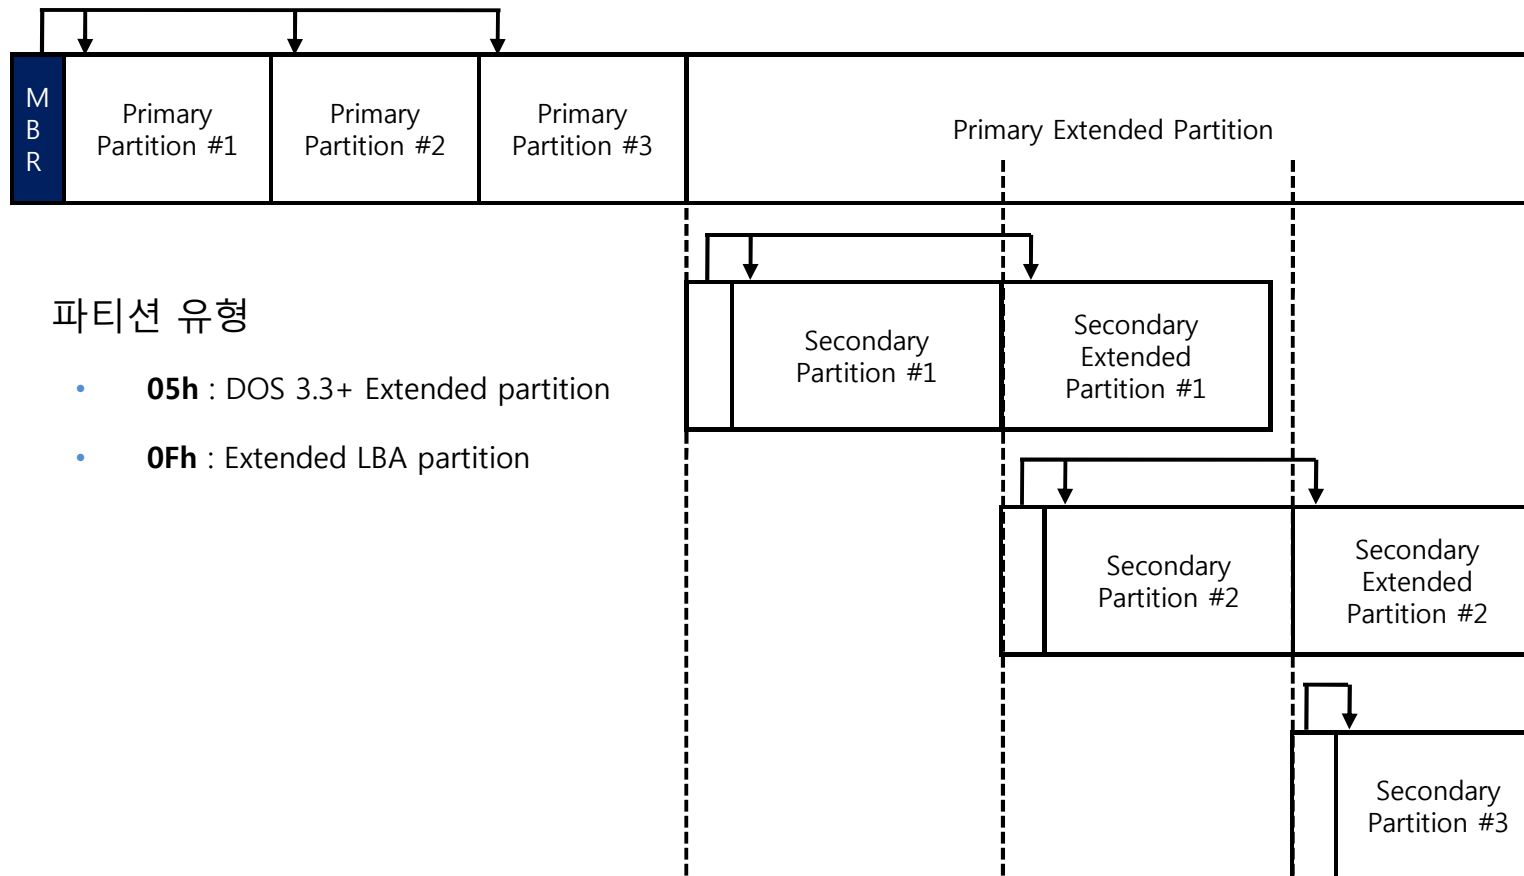 M
B
R
Primary
Partition #1
Primary
Partition #2
Primary
Partition #3
Primary Extended Partition
파티션 유형
• 05h : DOS 3.3+ Extended partition
• 0Fh : Extended LBA partition
Secondary
Partition #1
Secondary
Extended
Partition #1
Secondary
Partition #2
Secondary
Extended
Partition #2
Secondary
Partition #3